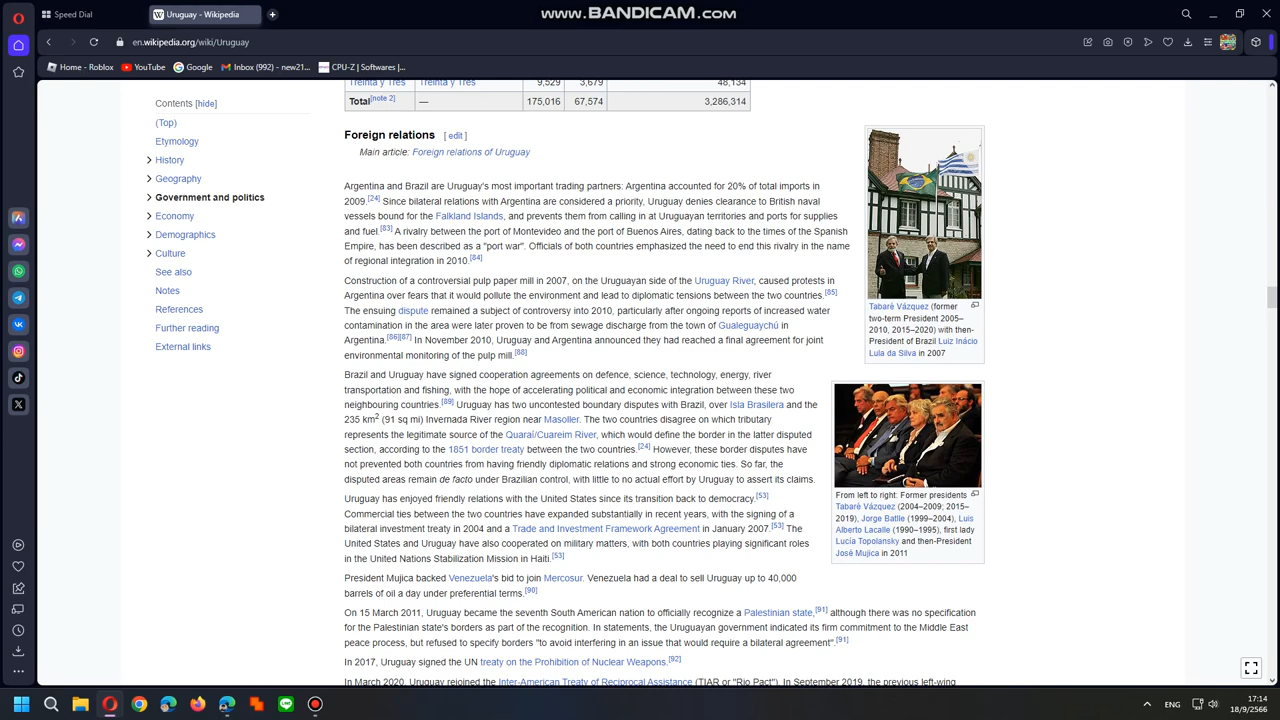 Speed Dial
Uruguay - Wikipedia
www.BANDICAM.com
en.wikipedia.org/wiki/Uruguay
Home - Roblox
YouTube
Google
Inbox (992) - new21...
CPU-Z | Softwares |...
Contents [hide]
(Top)
Etymology
History
Geography
Government and politics
Economy
Demographics
Culture
See also
Notes
References
Further reading
External links
Treinta y Tres Treinta y Tres 9,529 3,679 48,134
Total[note 2] — 175,016 67,574 3,286,314
Foreign relations [ edit ]
Main article: Foreign relations of Uruguay
Argentina and Brazil are Uruguay's most important trading partners: Argentina accounted for 20% of total imports in
2009.[24] Since bilateral relations with Argentina are considered a priority, Uruguay denies clearance to British naval
vessels bound for the Falkland Islands, and prevents them from calling in at Uruguayan territories and ports for supplies
and fuel.[83] A rivalry between the port of Montevideo and the port of Buenos Aires, dating back to the times of the Spanish
Empire, has been described as a "port war". Officials of both countries emphasized the need to end this rivalry in the name
of regional integration in 2010.[84]
Construction of a controversial pulp paper mill in 2007, on the Uruguayan side of the Uruguay River, caused protests in
Argentina over fears that it would pollute the environment and lead to diplomatic tensions between the two countries.[85]
The ensuing dispute remained a subject of controversy into 2010, particularly after ongoing reports of increased water
contamination in the area were later proven to be from sewage discharge from the town of Gualeguaychú in
Argentina.[86][87] In November 2010, Uruguay and Argentina announced they had reached a final agreement for joint
environmental monitoring of the pulp mill.[88]
Brazil and Uruguay have signed cooperation agreements on defence, science, technology, energy, river
transportation and fishing, with the hope of accelerating political and economic integration between these two
neighbouring countries.[89] Uruguay has two uncontested boundary disputes with Brazil, over Isla Brasilera and the
235 km2 (91 sq mi) Invernada River region near Masoller. The two countries disagree on which tributary
represents the legitimate source of the Quaraí/Cuareim River, which would define the border in the latter disputed
section, according to the 1851 border treaty between the two countries.[24] However, these border disputes have
not prevented both countries from having friendly diplomatic relations and strong economic ties. So far, the
disputed areas remain de facto under Brazilian control, with little to no actual effort by Uruguay to assert its claims.
Uruguay has enjoyed friendly relations with the United States since its transition back to democracy.[53]
Commercial ties between the two countries have expanded substantially in recent years, with the signing of a
bilateral investment treaty in 2004 and a Trade and Investment Framework Agreement in January 2007.[53] The
United States and Uruguay have also cooperated on military matters, with both countries playing significant roles
in the United Nations Stabilization Mission in Haiti.[53]
President Mujica backed Venezuela's bid to join Mercosur. Venezuela had a deal to sell Uruguay up to 40,000
barrels of oil a day under preferential terms.[90]
On 15 March 2011, Uruguay became the seventh South American nation to officially recognize a Palestinian state,[91] although there was no specification
for the Palestinian state's borders as part of the recognition. In statements, the Uruguayan government indicated its firm commitment to the Middle East
peace process, but refused to specify borders "to avoid interfering in an issue that would require a bilateral agreement".[91]
In 2017, Uruguay signed the UN treaty on the Prohibition of Nuclear Weapons.[92]
In March 2020, Uruguay rejoined the Inter-American Treaty of Reciprocal Assistance (TIAR or "Rio Pact"). In September 2019, the previous left-wing
Tabaré Vázquez (former
two-term President 2005–
2010, 2015–2020) with then-
President of Brazil Luiz Inácio
Lula da Silva in 2007
From left to right: Former presidents
Tabaré Vázquez (2004–2009; 2015–
2019), Jorge Batlle (1999–2004), Luis
Alberto Lacalle (1990–1995), first lady
Lucía Topolansky and then-President
José Mujica in 2011
ENG
17:14
18/9/2566